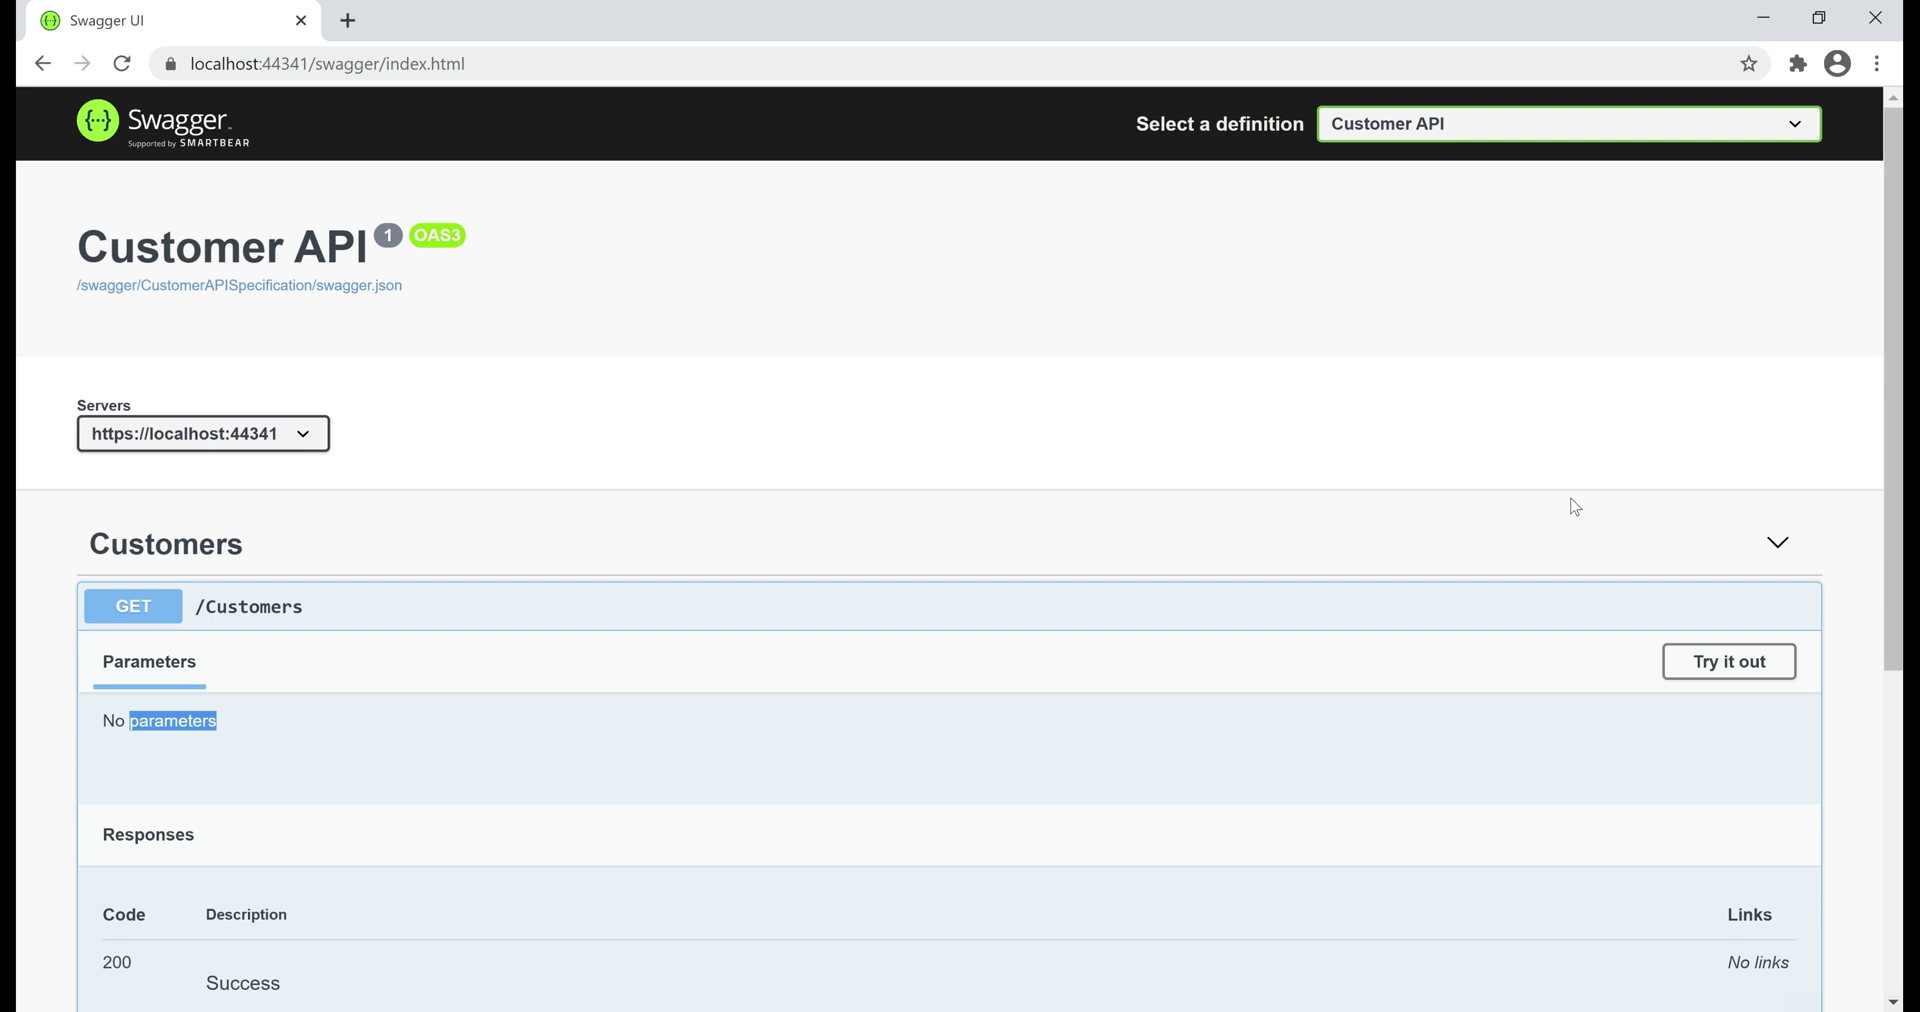 Swagger UI
localhost:44341/swagger/index.html
{···} Swagger™
Supported by SMARTBEAR
Select a definition
Customer API
Customer API 1 OAS3
/swagger/CustomerAPISpecification/swagger.json
Servers
https://localhost:44341
Customers
GET /Customers
Parameters
Try it out
No parameters
Responses
Code Description Links
200 No links
Success